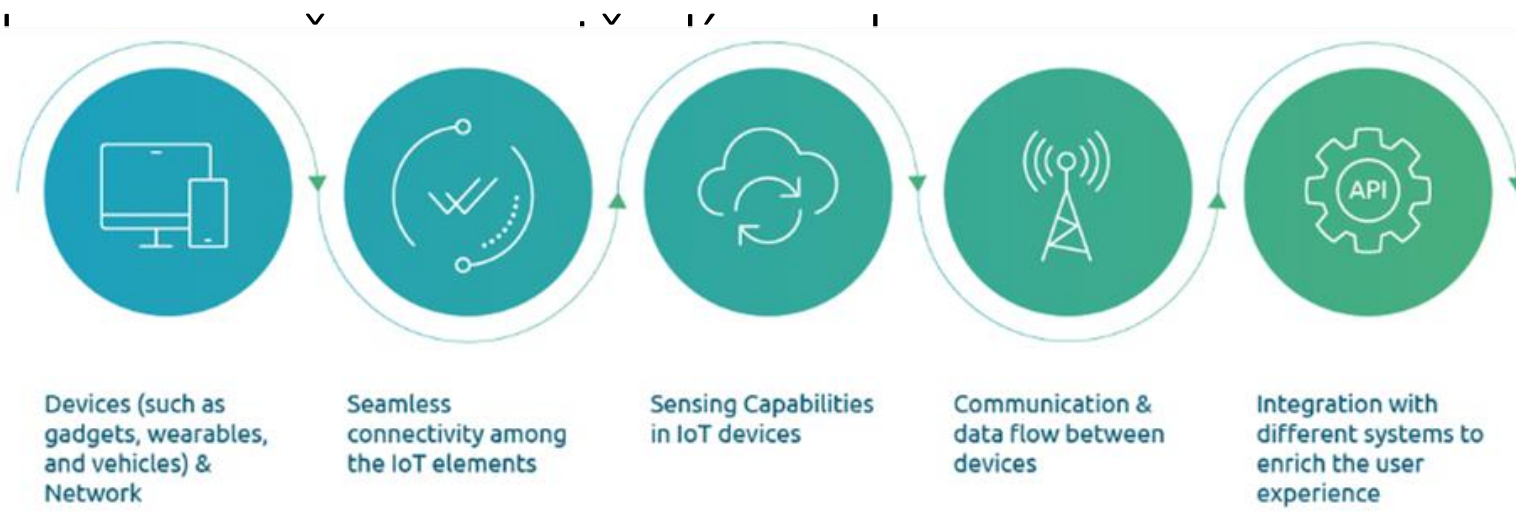 API
Devices (such as
gadgets, wearables,
and vehicles) &
Network
Seamless
connectivity among
the IoT elements
Sensing Capabilities
in IoT devices
Communication &
data flow between
devices
Integration with
different systems to
enrich the user
experience